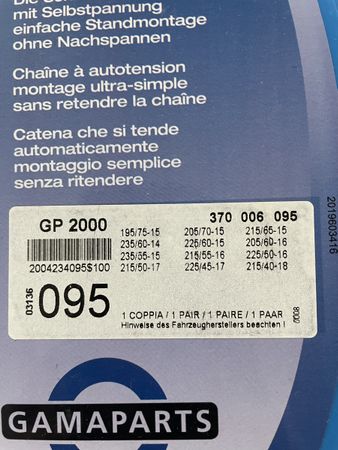 mit Selbstspannung
einfache Standmontage
ohne Nachspannen
Chaîne à autotension
montage ultra-simple
sans retendre la chaîne
Catena che si tende
automaticamente
montaggio semplice
senza ritendere
GP 2000
370 006 095
195/75-15 205/70-15 215/65-15
235/60-14 225/60-15 205/60-16
235/55-15 215/55-16 225/50-16
215/50-17 225/45-17 215/40-18
2004234095$100
03136
095
1 COPPIA / 1 PAIR / 1 PAIRE / 1 PAAR
Hinweise des Fahrzeugherstellers beachten !
2019603416
GAMAPARTS